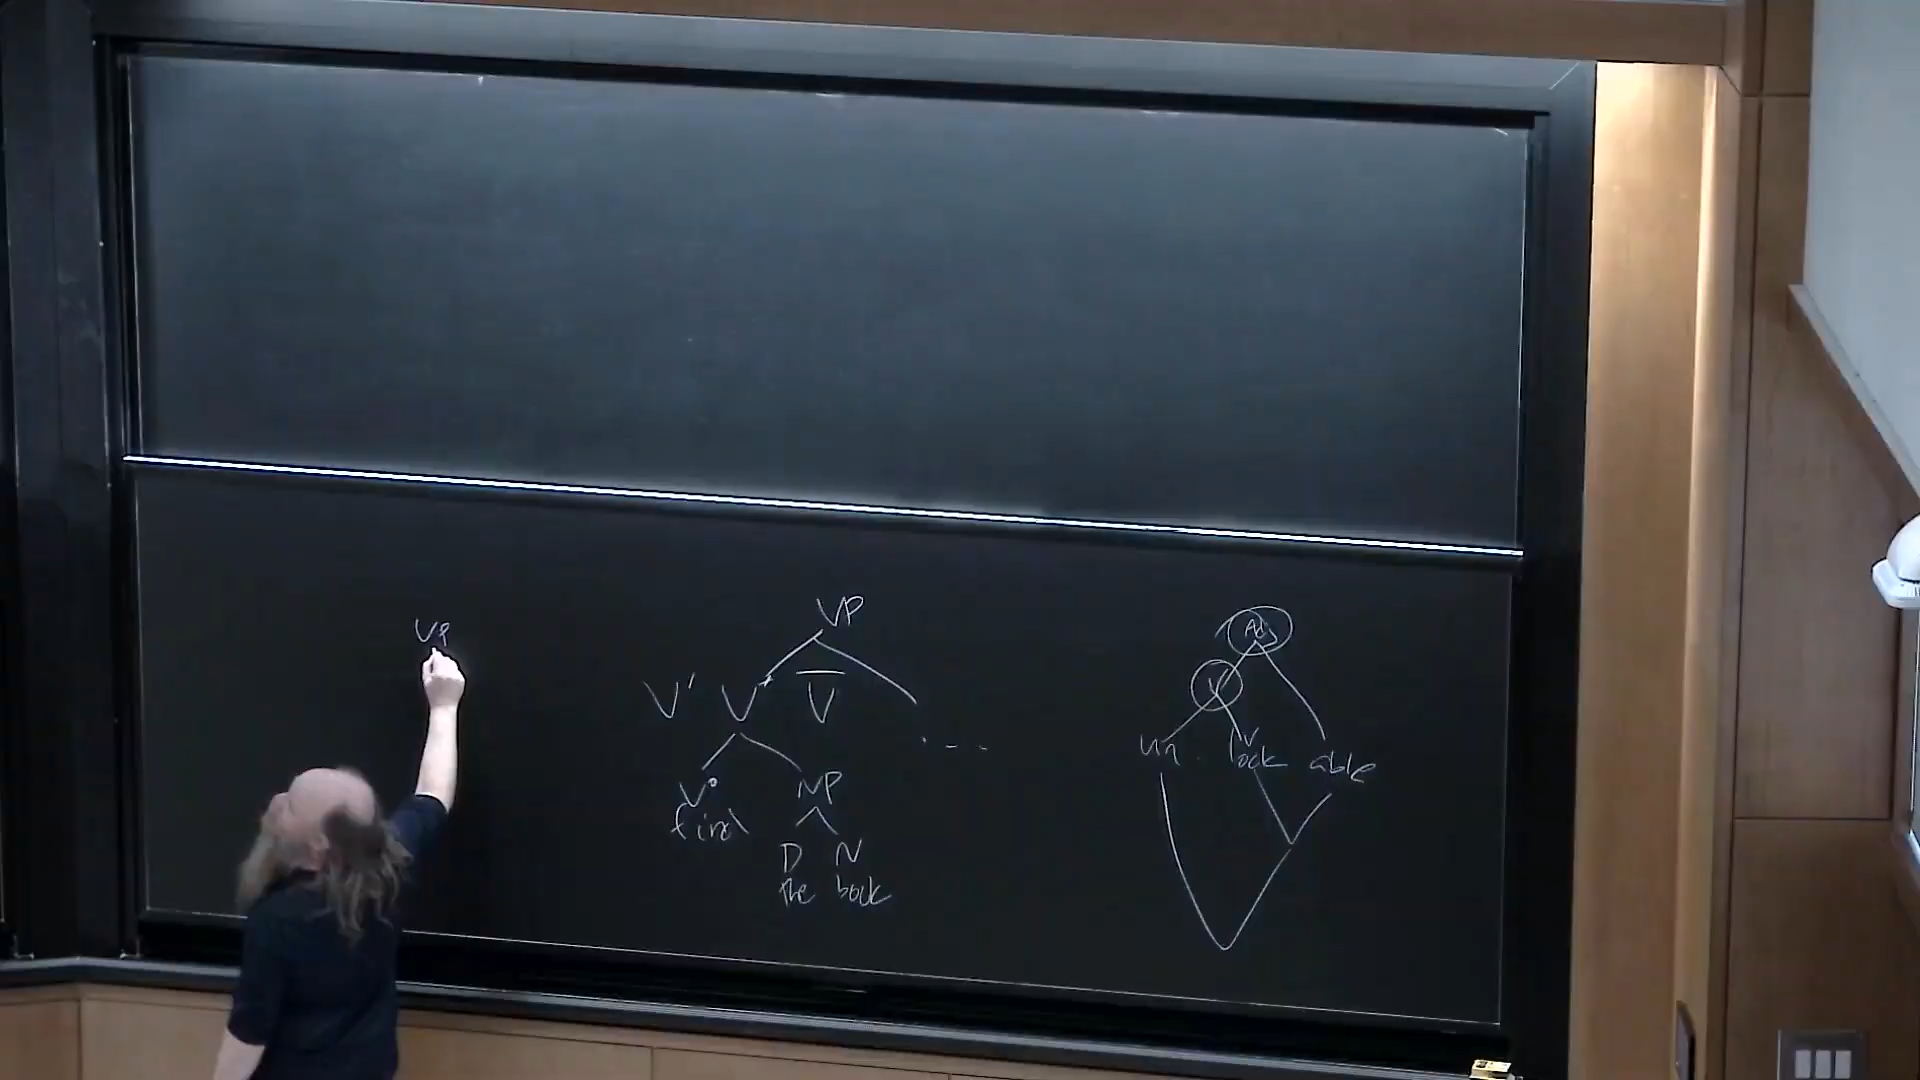 VP
VP
V' V V̅
V° NP
find
D N
the book
. - -
Adj
V
V
un lock able